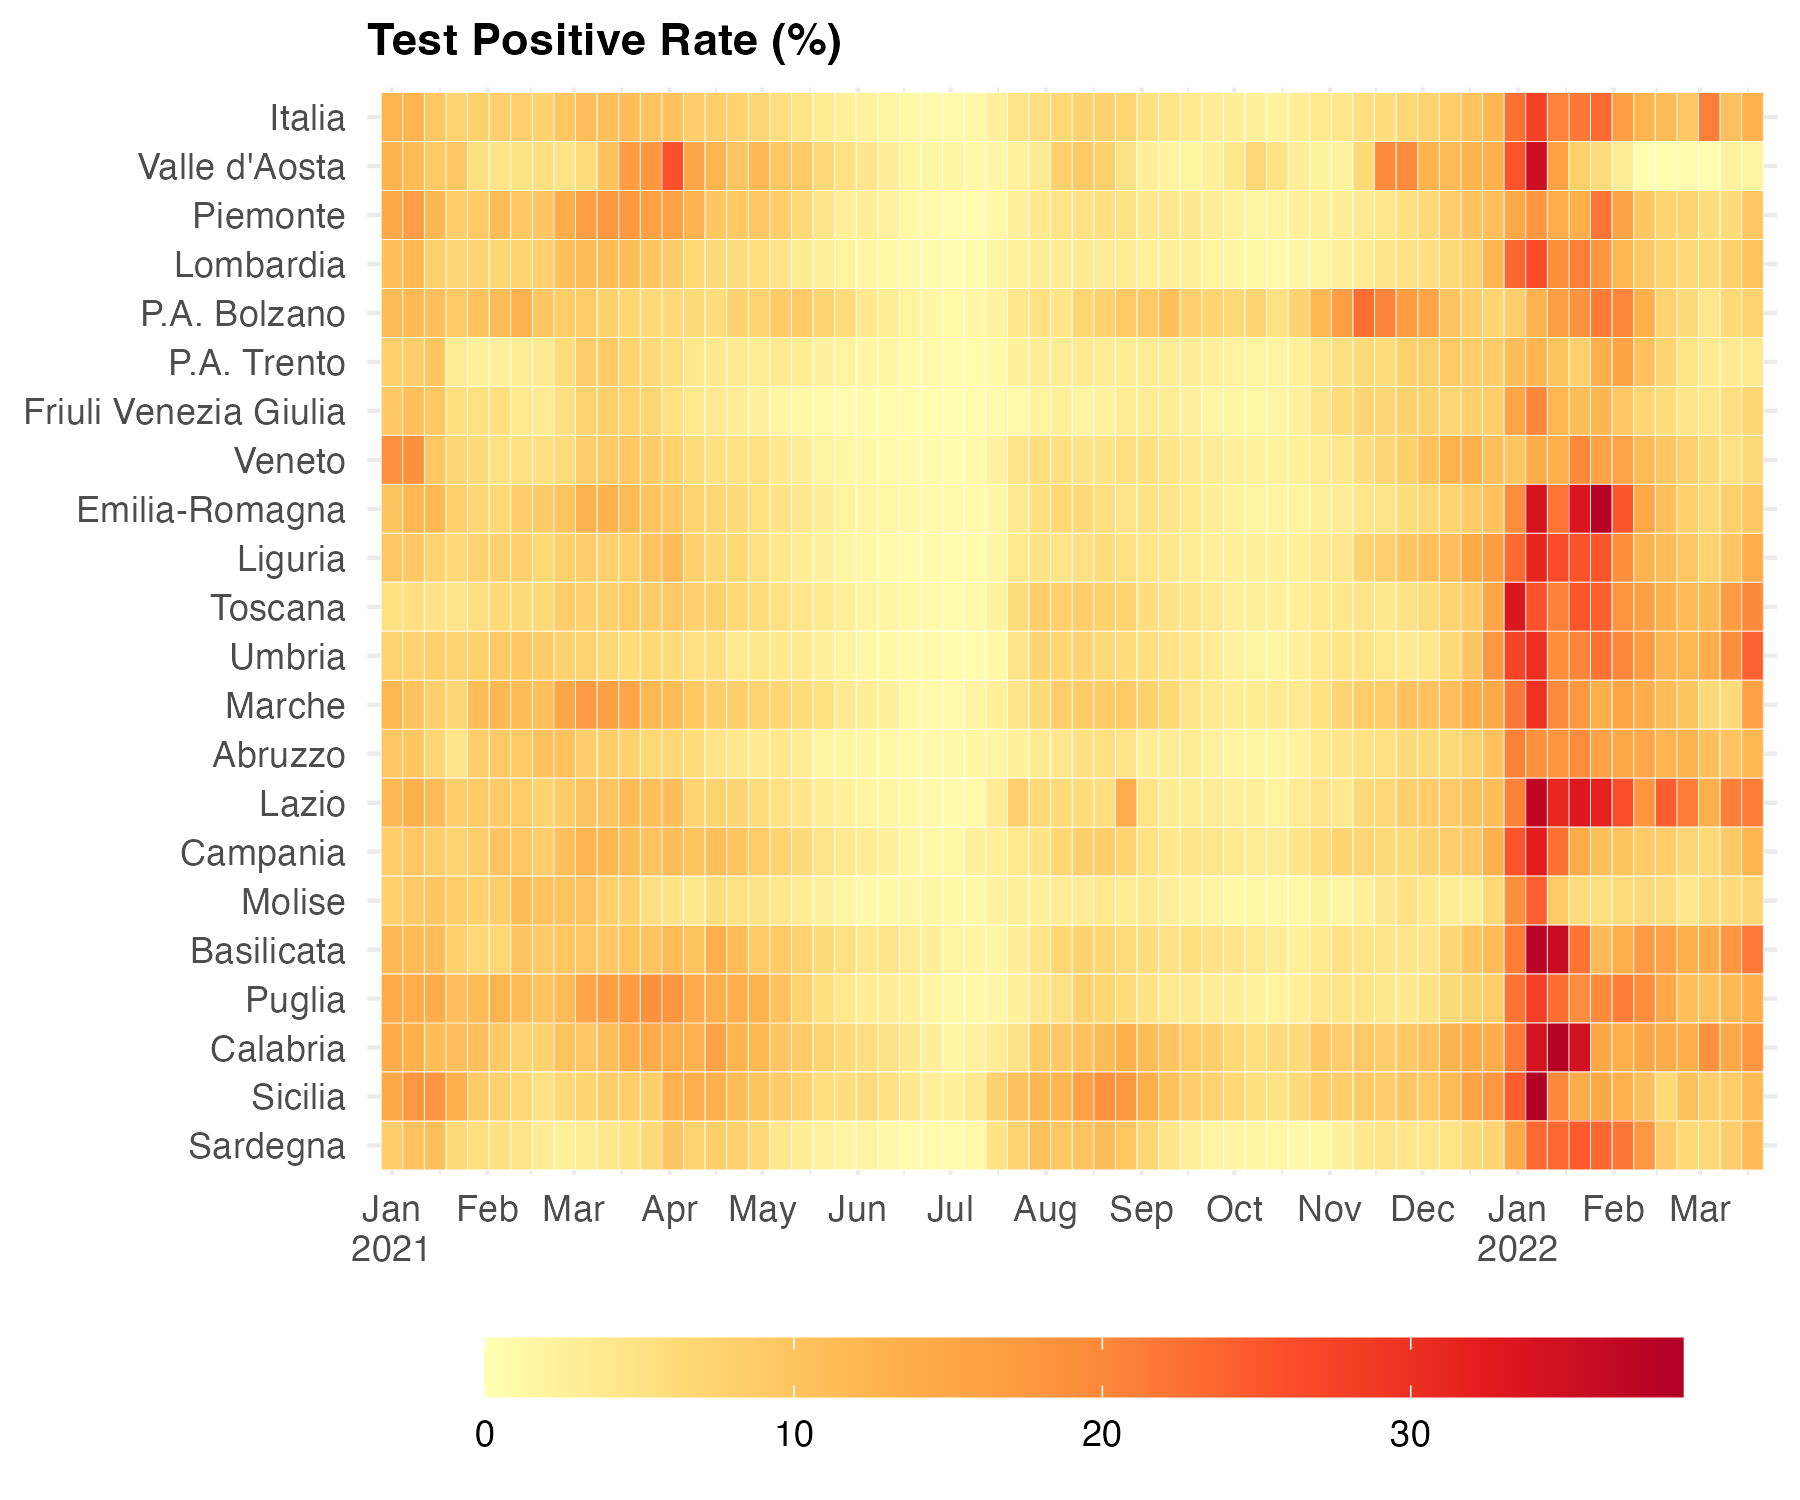 Test Positive Rate (%)
Italia
Valle d'Aosta
Piemonte
Lombardia
P.A. Bolzano
P.A. Trento
Friuli Venezia Giulia
Veneto
Emilia-Romagna
Liguria
Toscana
Umbria
Marche
Abruzzo
Lazio
Campania
Molise
Basilicata
Puglia
Calabria
Sicilia
Sardegna
Jan Feb Mar Apr May Jun Jul Aug Sep Oct Nov Dec Jan Feb Mar
2021 2022
0 10 20 30